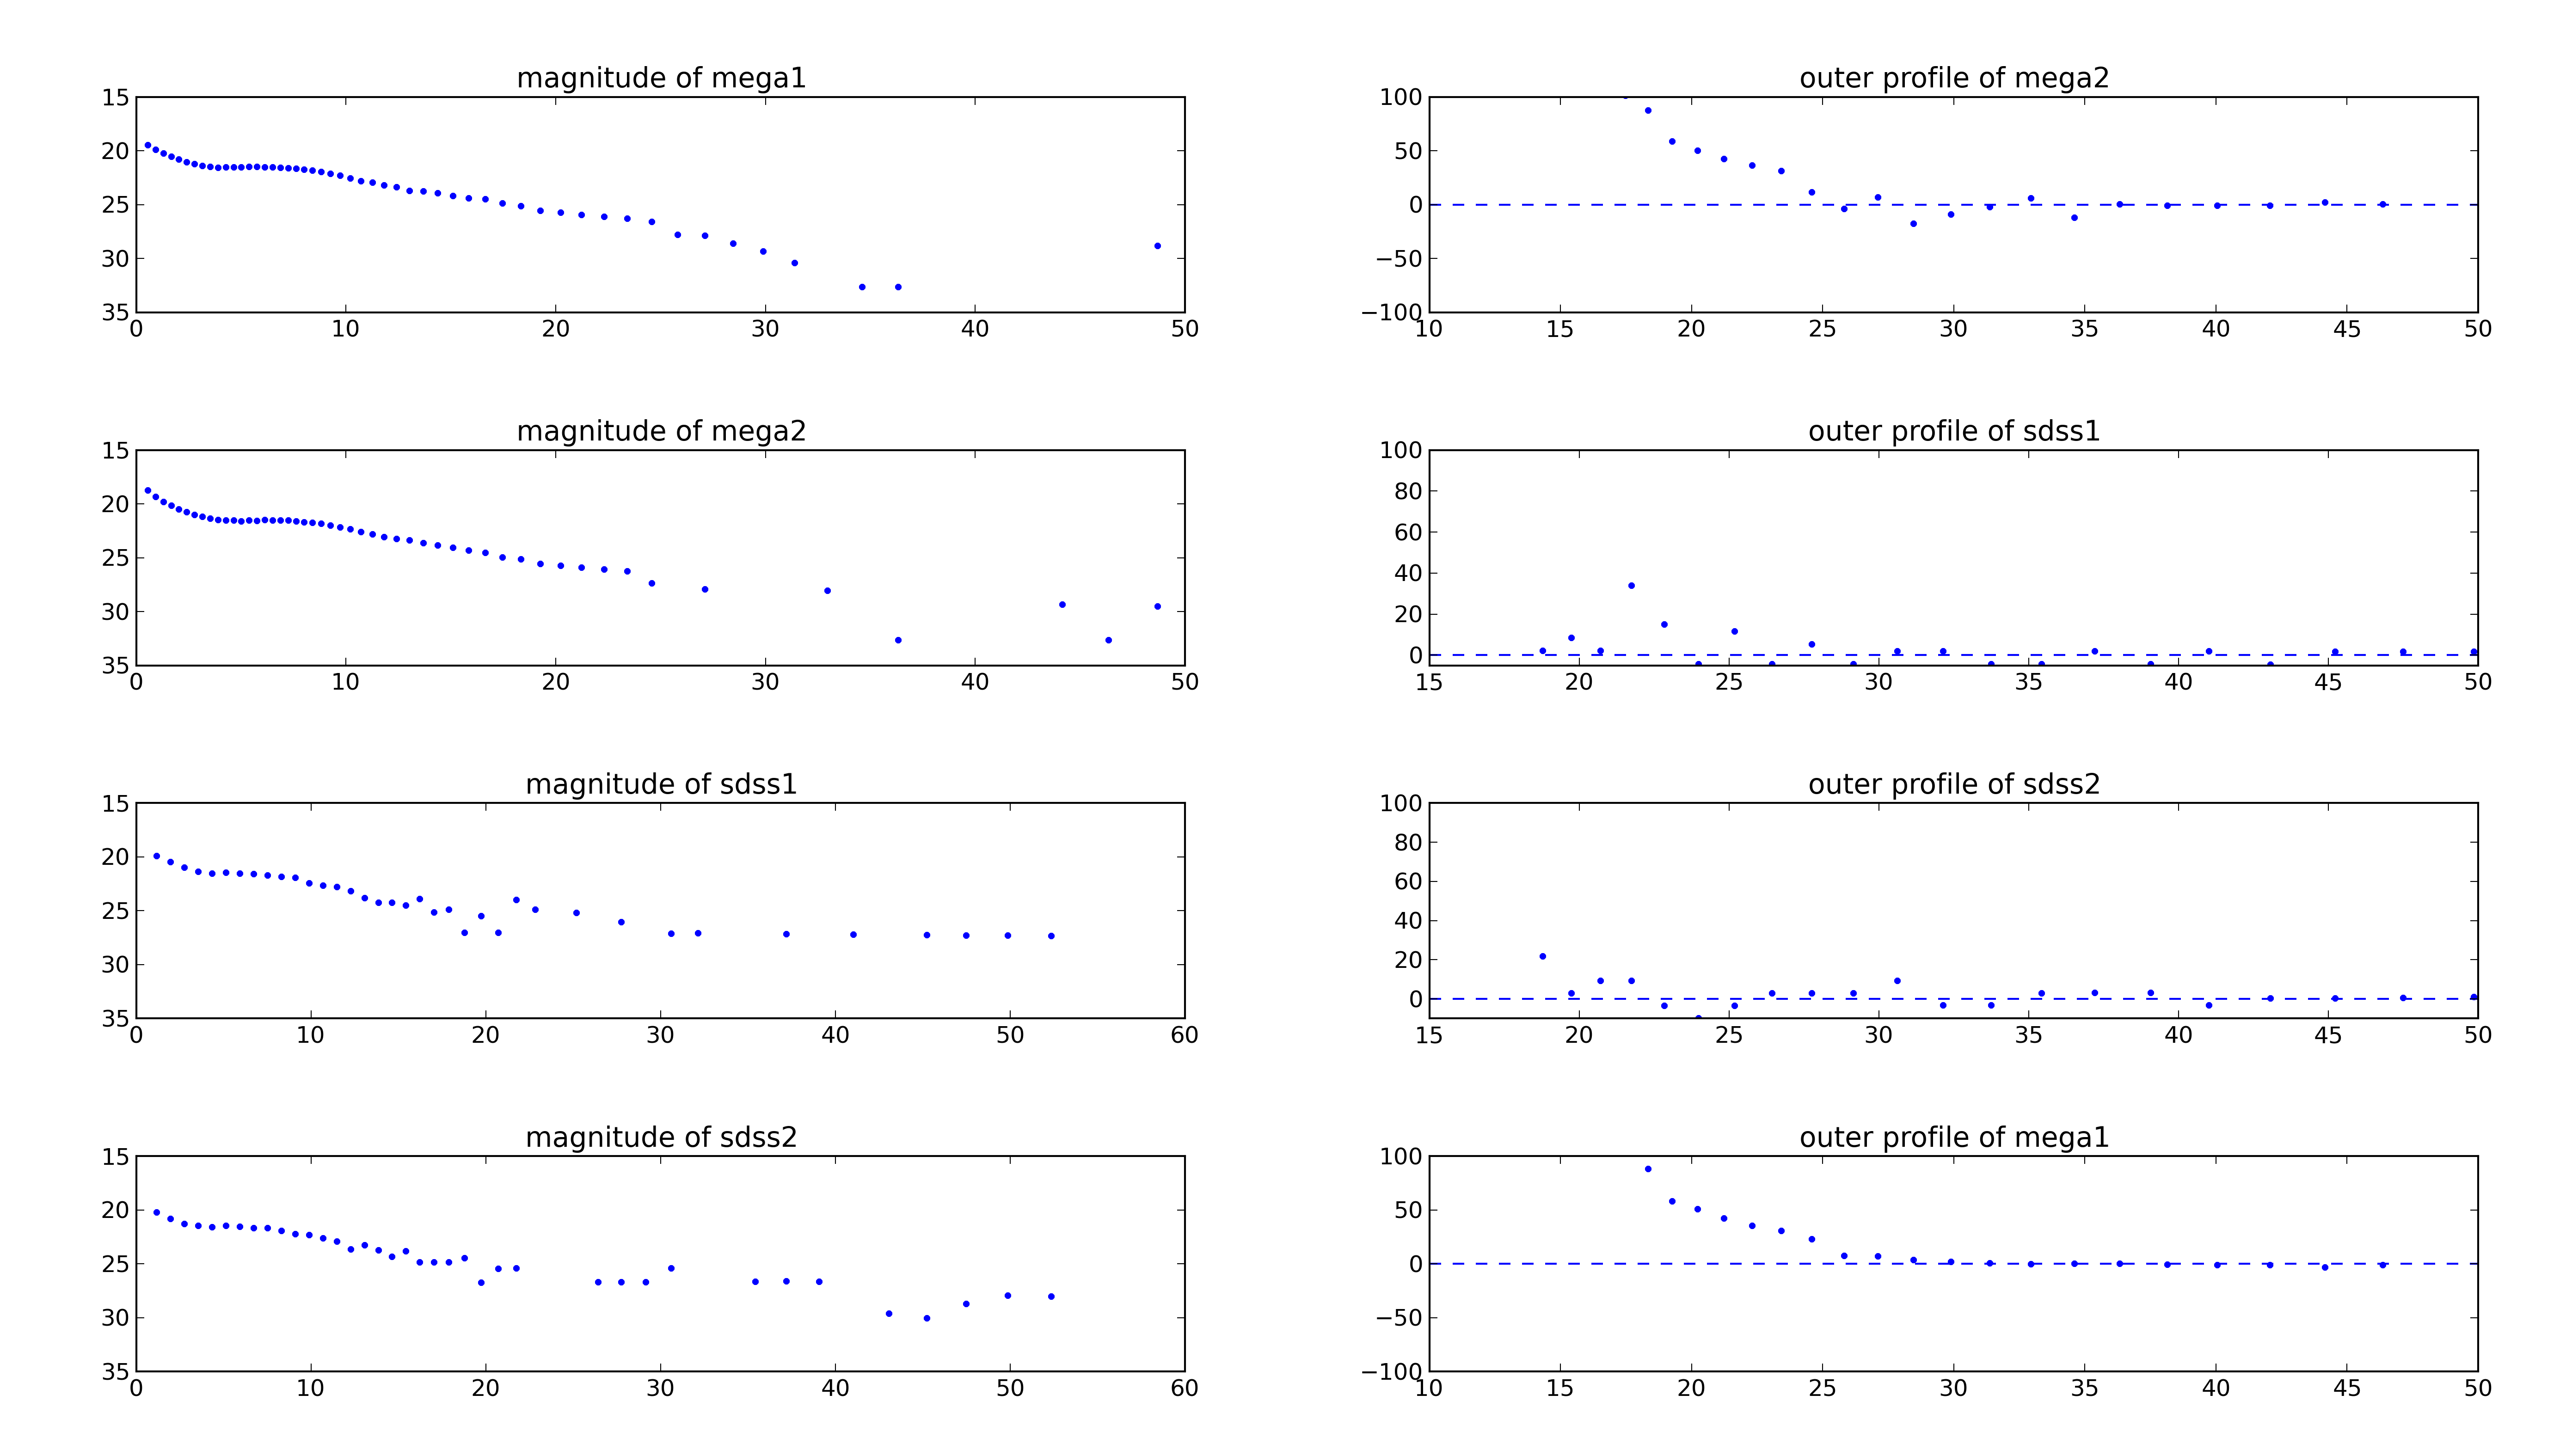 magnitude of mega1
15
20
25
30
35
0 10 20 30 40 50
outer profile of mega2
100
50
0
−50
−100
10 15 20 25 30 35 40 45 50
magnitude of mega2
15
20
25
30
35
0 10 20 30 40 50
outer profile of sdss1
100
80
60
40
20
0
15 20 25 30 35 40 45 50
magnitude of sdss1
15
20
25
30
35
0 10 20 30 40 50 60
outer profile of sdss2
100
80
60
40
20
0
15 20 25 30 35 40 45 50
magnitude of sdss2
15
20
25
30
35
0 10 20 30 40 50 60
outer profile of mega1
100
50
0
−50
−100
10 15 20 25 30 35 40 45 50